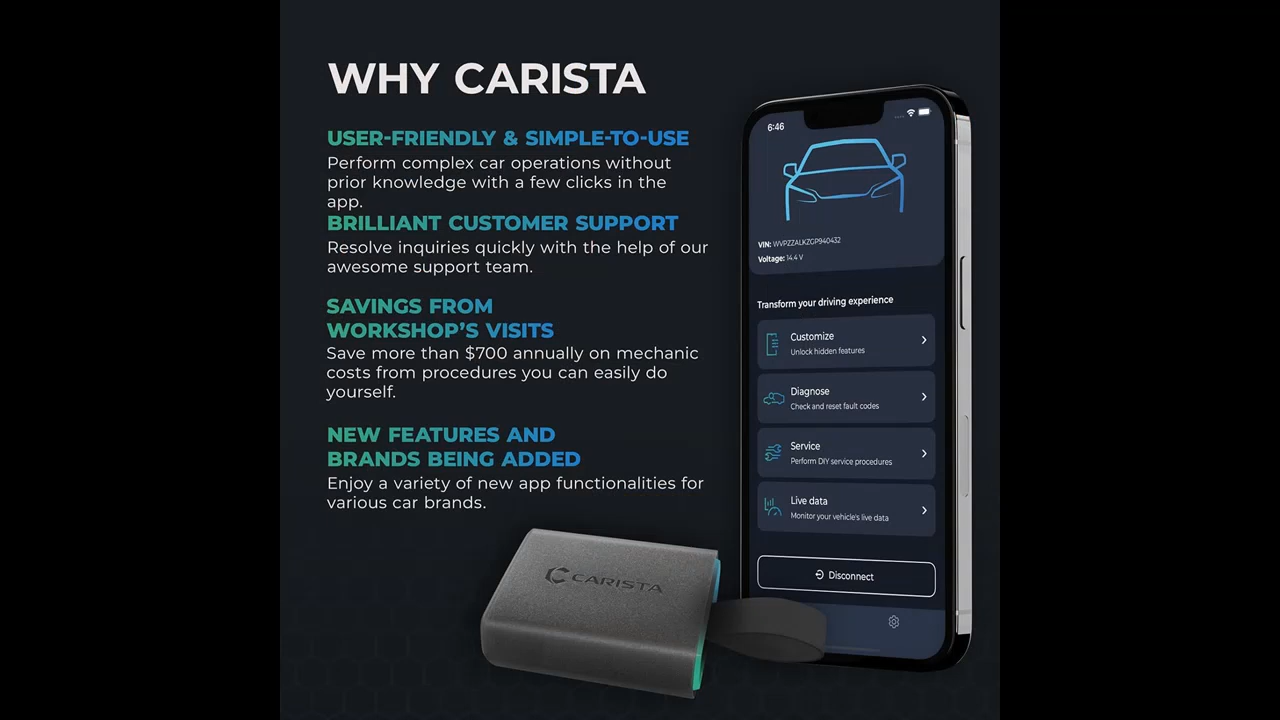 WHY CARISTA
USER-FRIENDLY & SIMPLE-TO-USE
Perform complex car operations without
prior knowledge with a few clicks in the
app.
BRILLIANT CUSTOMER SUPPORT
Resolve inquiries quickly with the help of our
awesome support team.
SAVINGS FROM
WORKSHOP'S VISITS
Save more than $700 annually on mechanic
costs from procedures you can easily do
yourself.
NEW FEATURES AND
BRANDS BEING ADDED
Enjoy a variety of new app functionalities for
various car brands.
CARISTA
6:46
VIN: WVPZZALKZGP940432
Voltage: 14.4 V
Transform your driving experience
Customize
Unlock hidden features
Diagnose
Check and reset fault codes
Service
Perform DIY service procedures
Live data
Monitor your vehicle's live data
Disconnect